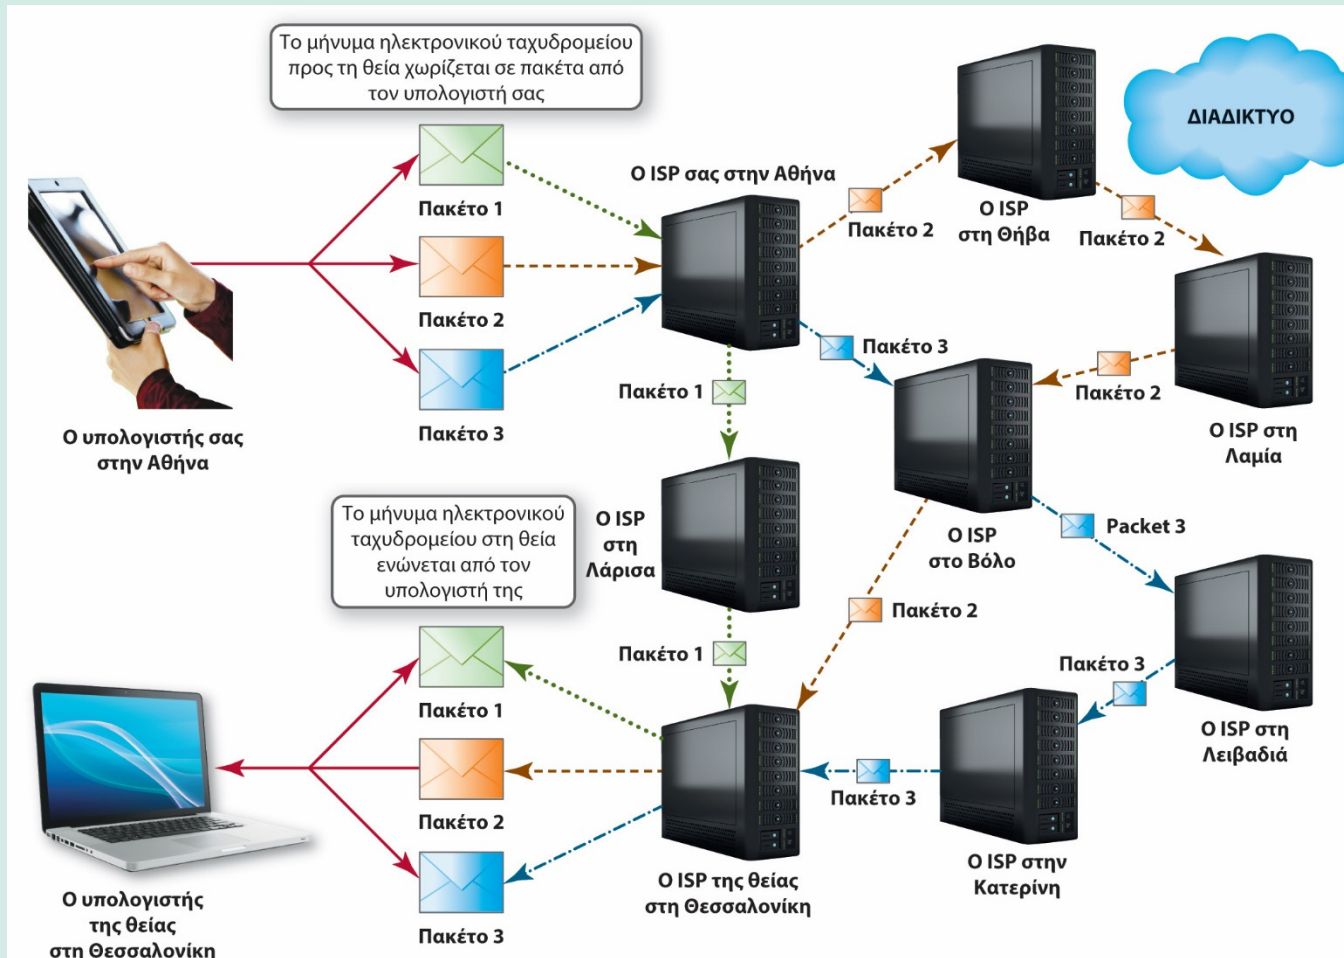 Το μήνυμα ηλεκτρονικού ταχυδρομείου
προς τη θεία χωρίζεται σε πακέτα από
τον υπολογιστή σας
ΔΙΑΔΙΚΤΥΟ
Ο ISP σας στην Αθήνα
Πακέτο 1
Πακέτο 2
Ο ISP
στη Θήβα
Πακέτο 2
Πακέτο 2
Πακέτο 3
Πακέτο 2
Πακέτο 1
Πακέτο 3
Ο υπολογιστής σας
στην Αθήνα
Ο ISP στη
Λαμία
Το μήνυμα ηλεκτρονικού
ταχυδρομείου στη θεία
ενώνεται από τον
υπολογιστή της
Ο ISP
στη
Λάρισα
Ο ISP
στο Βόλο
Packet 3
Πακέτο 2
Πακέτο 1
Πακέτο 3
Πακέτο 1
Ο ISP στη
Λειβαδιά
Πακέτο 2
Πακέτο 3
Ο ISP της θείας
στη Θεσσαλονίκη
Ο ISP στην
Κατερίνη
Ο υπολογιστής
της θείας
στη Θεσσαλονίκη
Πακέτο 3